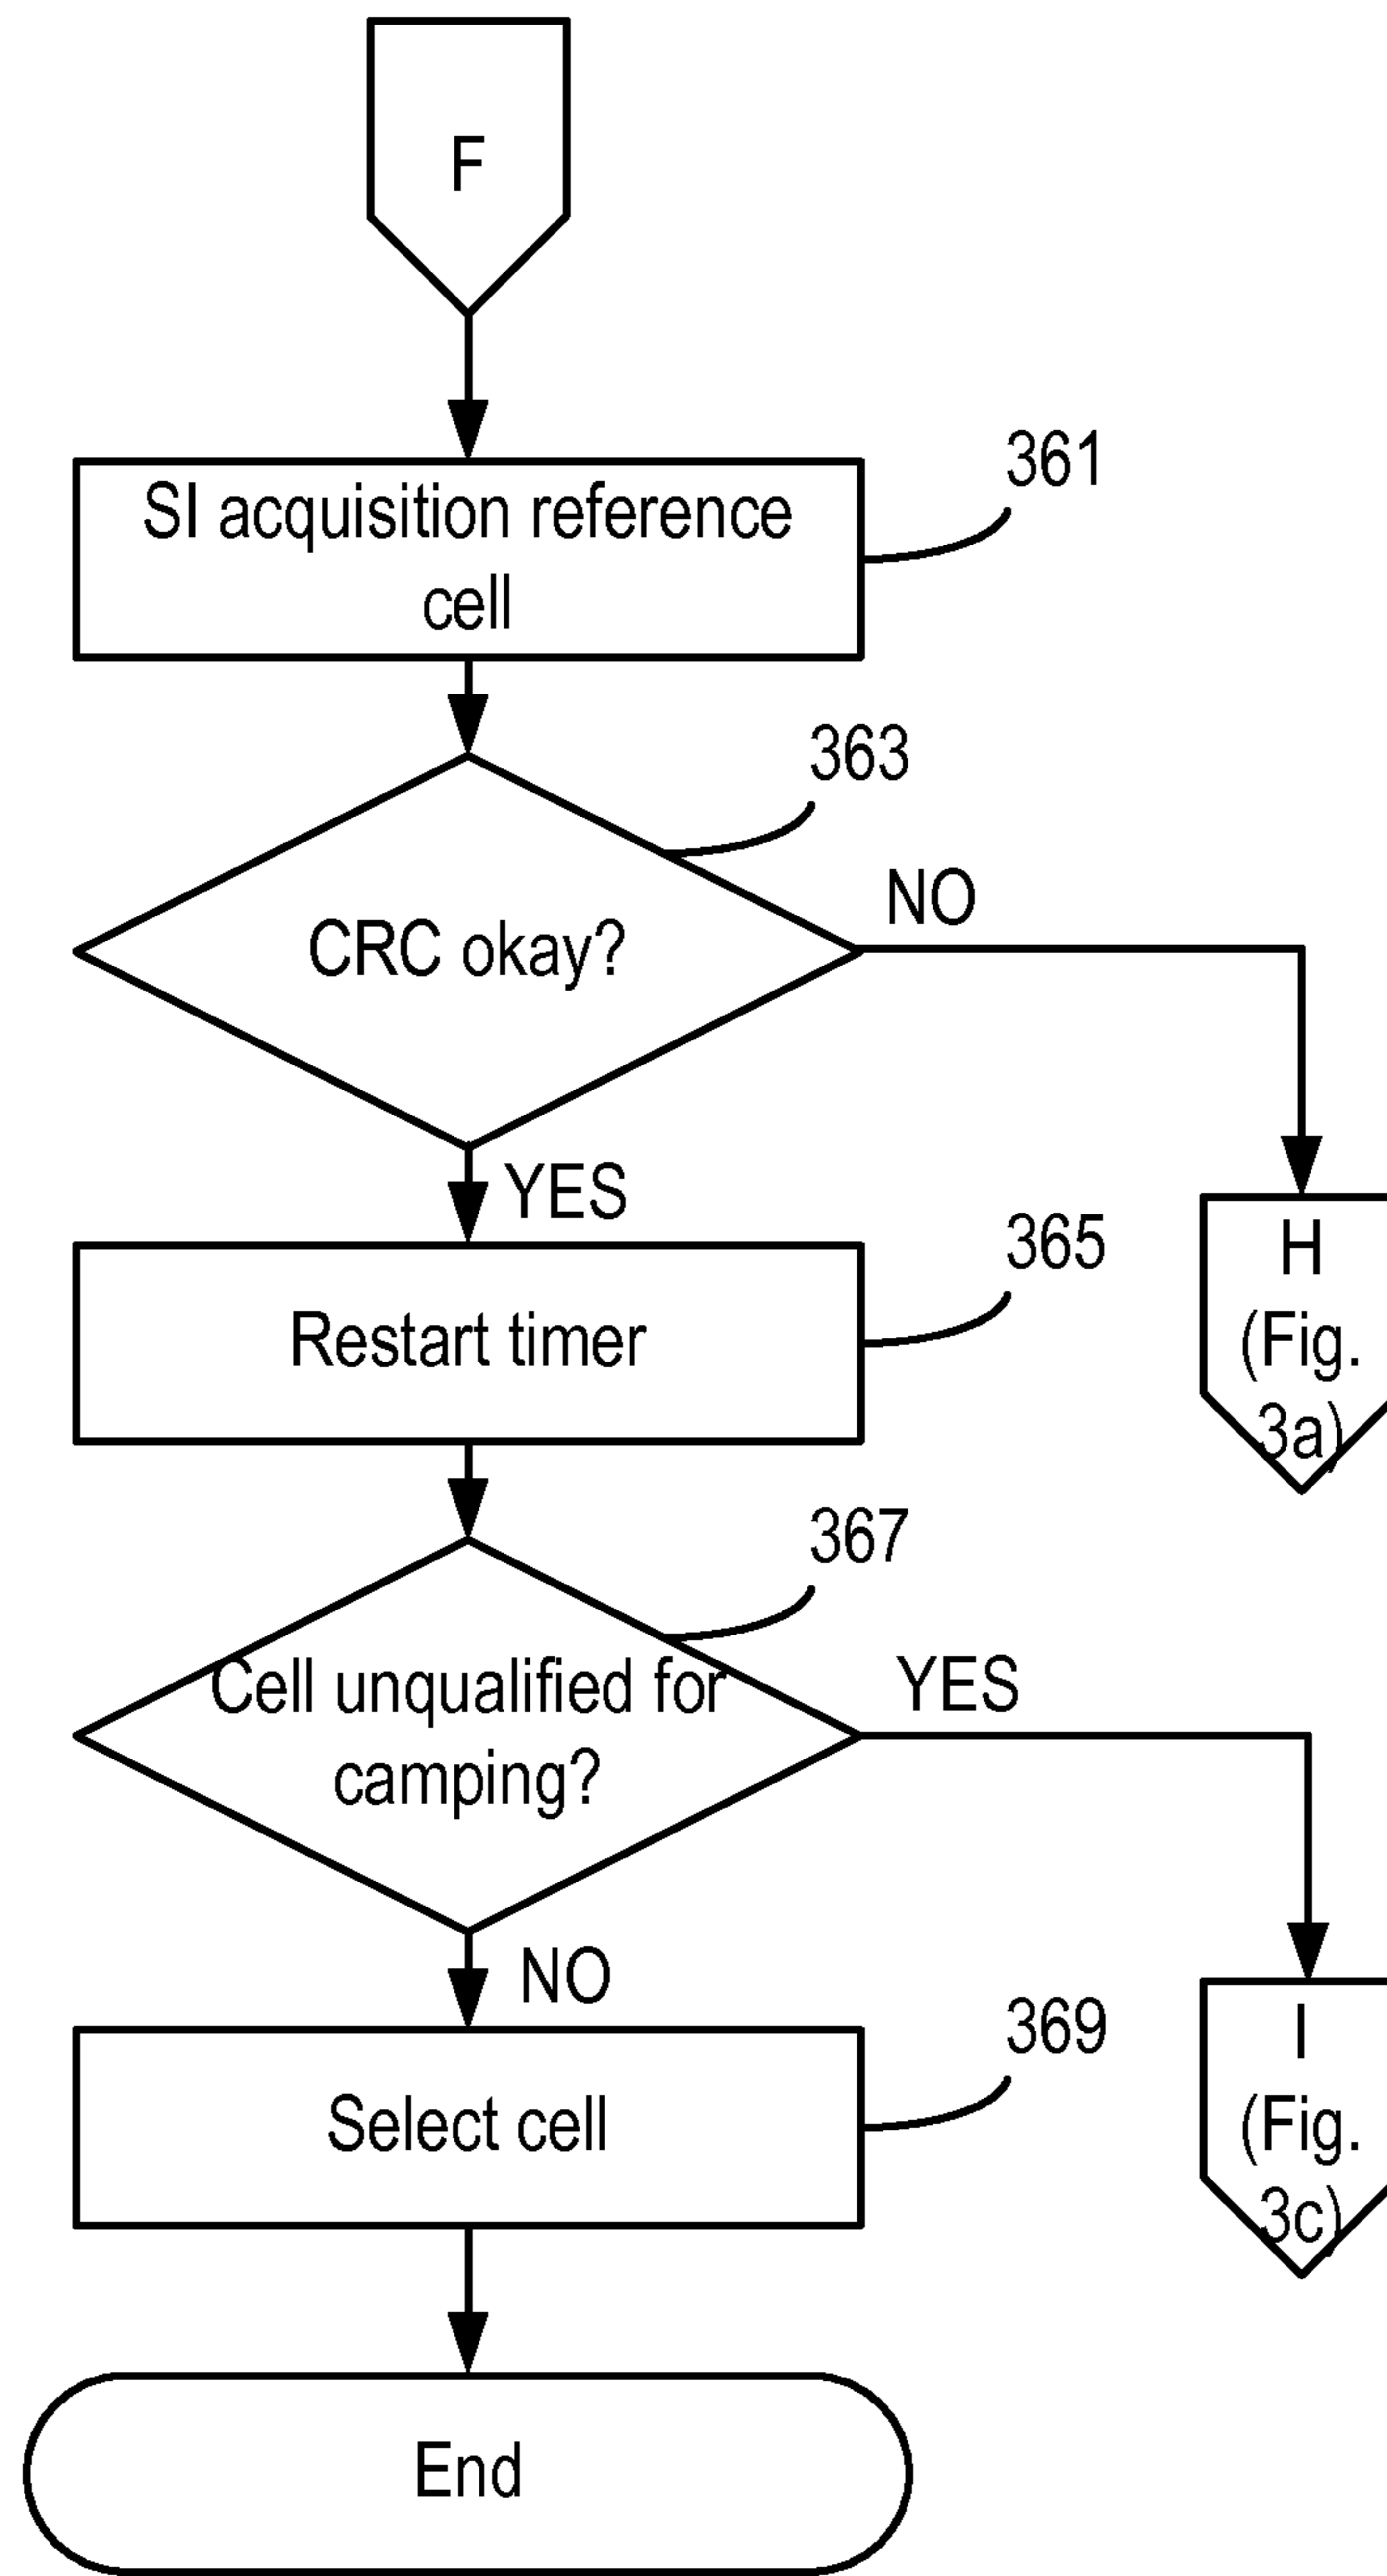 F
361
SI acquisition reference
cell
363
CRC okay?
NO
YES
H
(Fig.
3a)
365
Restart timer
367
Cell unqualified for
camping?
YES
NO
I
(Fig.
3c)
369
Select cell
End